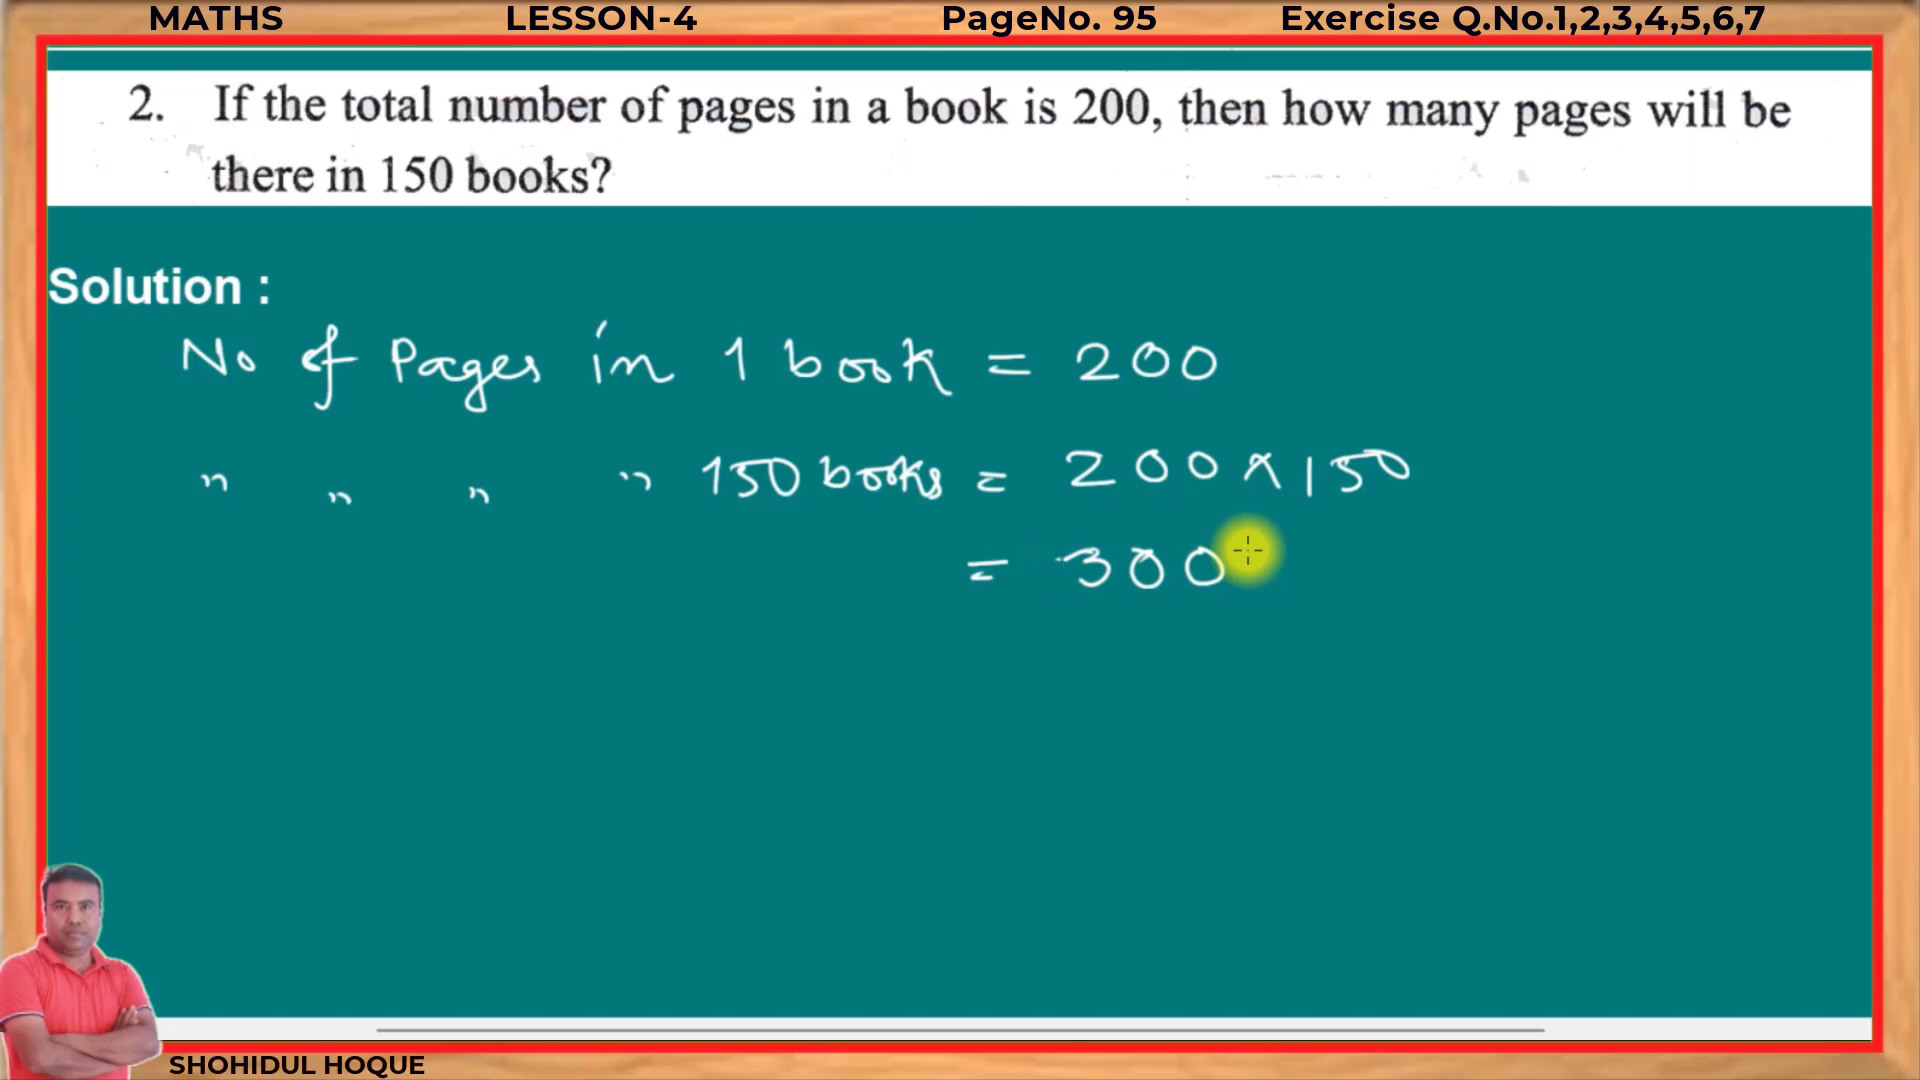 MATHS LESSON-4 PageNo. 95 Exercise Q.No.1,2,3,4,5,6,7
2. If the total number of pages in a book is 200, then how many pages will be
there in 150 books?
Solution :
No of Pages in 1 book = 200
" " " " 150 books = 200 × 150
= 300
SHOHIDUL HOQUE